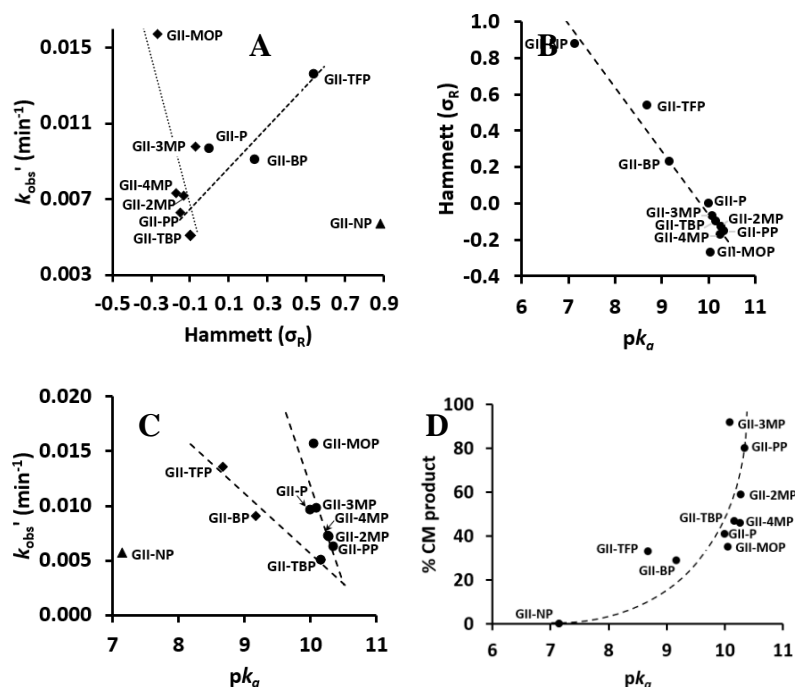 A
k_obs' (min⁻¹)
0.015
0.011
0.007
0.003
GII-MOP
GII-TFP
GII-3MP
GII-P
GII-BP
GII-4MP
GII-2MP
GII-PP
GII-TBP
GII-NP
-0.5 -0.3 -0.1 0.1 0.3 0.5 0.7 0.9
Hammett (σ_R)
B
Hammett (σ_R)
1.0
0.8
0.6
0.4
0.2
0.0
-0.2
-0.4
GII-NP
GII-TFP
GII-BP
GII-P
GII-3MP
GII-2MP
GII-TBP
GII-PP
GII-4MP
GII-MOP
6 7 8 9 10 11
pk_a
C
k_obs' (min⁻¹)
0.020
0.015
0.010
0.005
0.000
GII-MOP
GII-TFP
GII-P
GII-3MP
GII-4MP
GII-BP
GII-2MP
GII-PP
GII-NP
GII-TBP
7 8 9 10 11
pk_a
D
% CM product
100
80
60
40
20
0
GII-3MP
GII-PP
GII-2MP
GII-TBP
GII-4MP
GII-P
GII-TFP
GII-MOP
GII-BP
GII-NP
6 7 8 9 10 11
pk_a